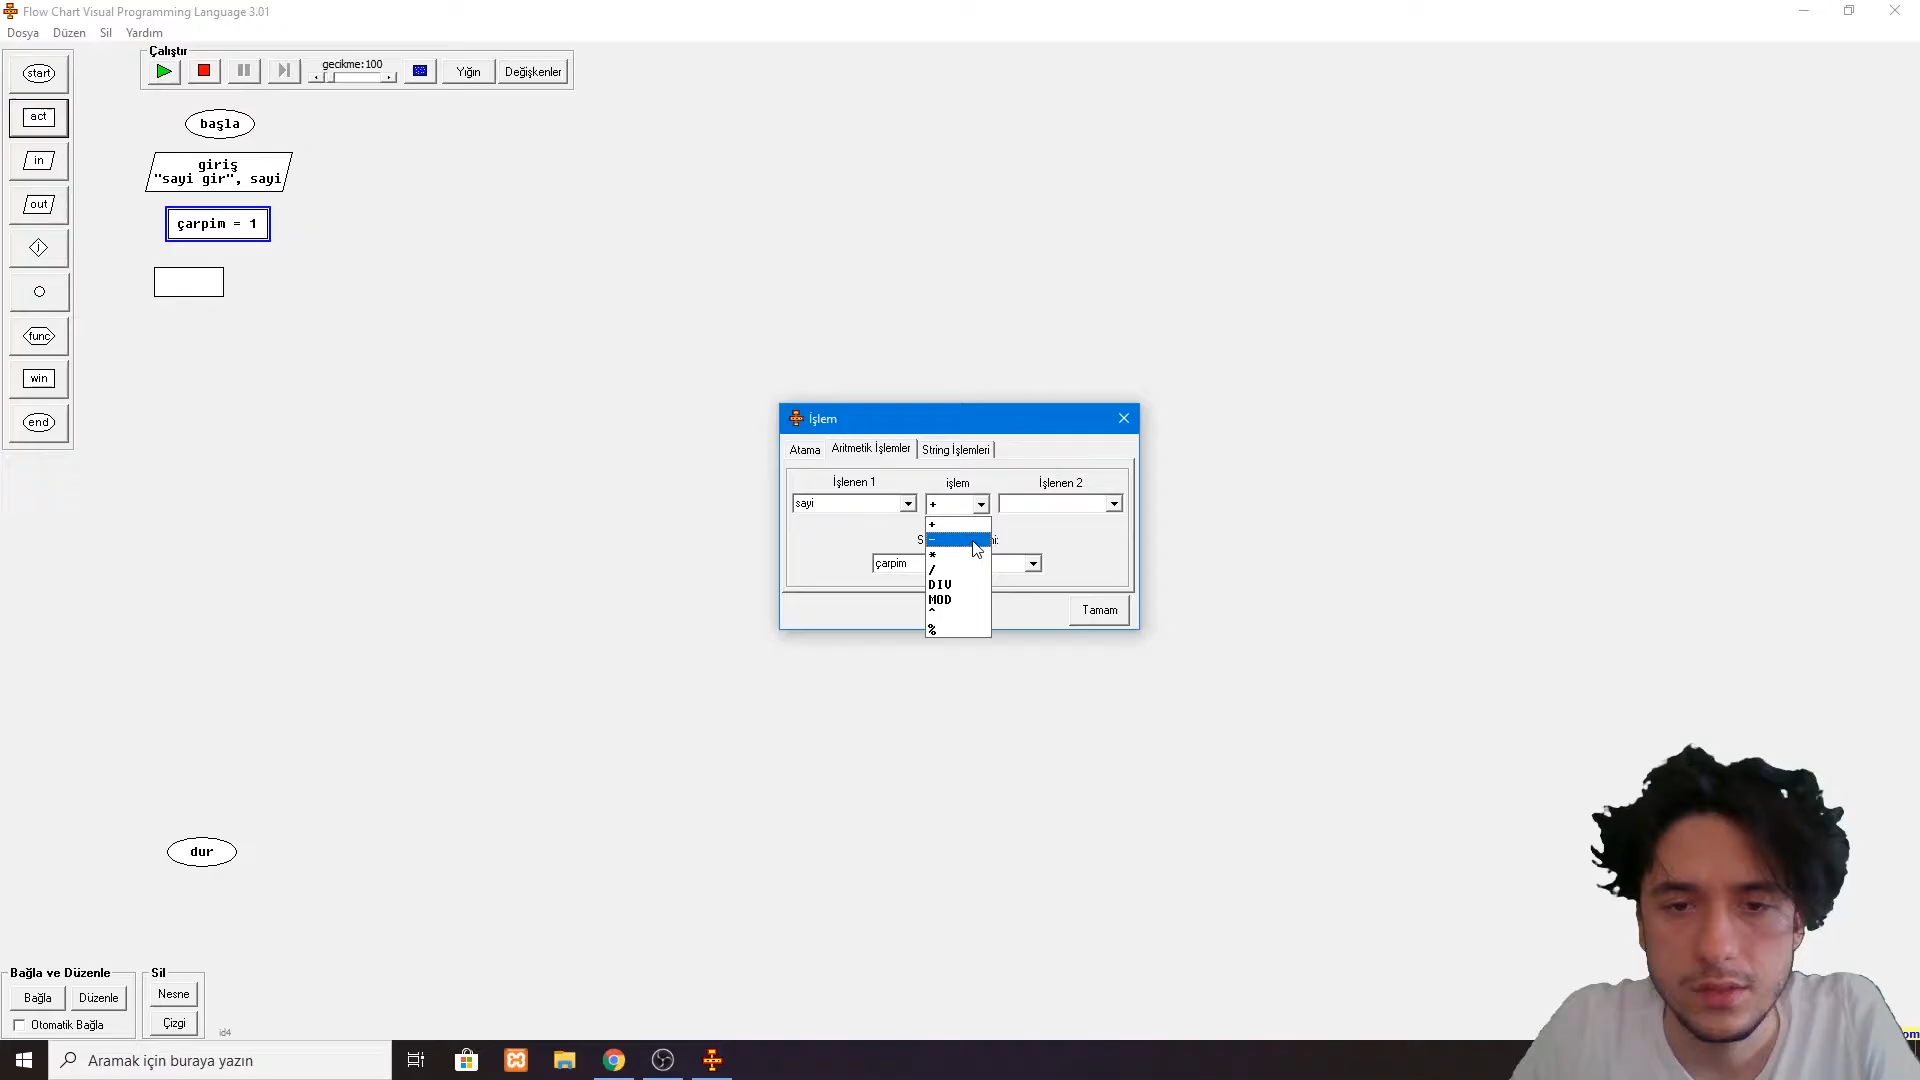 Flow Chart Visual Programming Language 3.01
Dosya Düzen Sil Yardım
Çalıştır
gecikme:100
Yığın
Değişkenler
start
act
in
out
func
win
end
başla
giriş
"sayi gir", sayi
çarpim = 1
dur
İşlem
Atama
Aritmetik İşlemler
String İşlemleri
İşlenen 1
işlem
İşlenen 2
sayi
+
+
-
*
/
DIV
MOD
^
%
çarpim
Tamam
Bağla ve Düzenle
Bağla
Düzenle
Otomatik Bağla
Sil
Nesne
Çizgi
id4
Aramak için buraya yazın